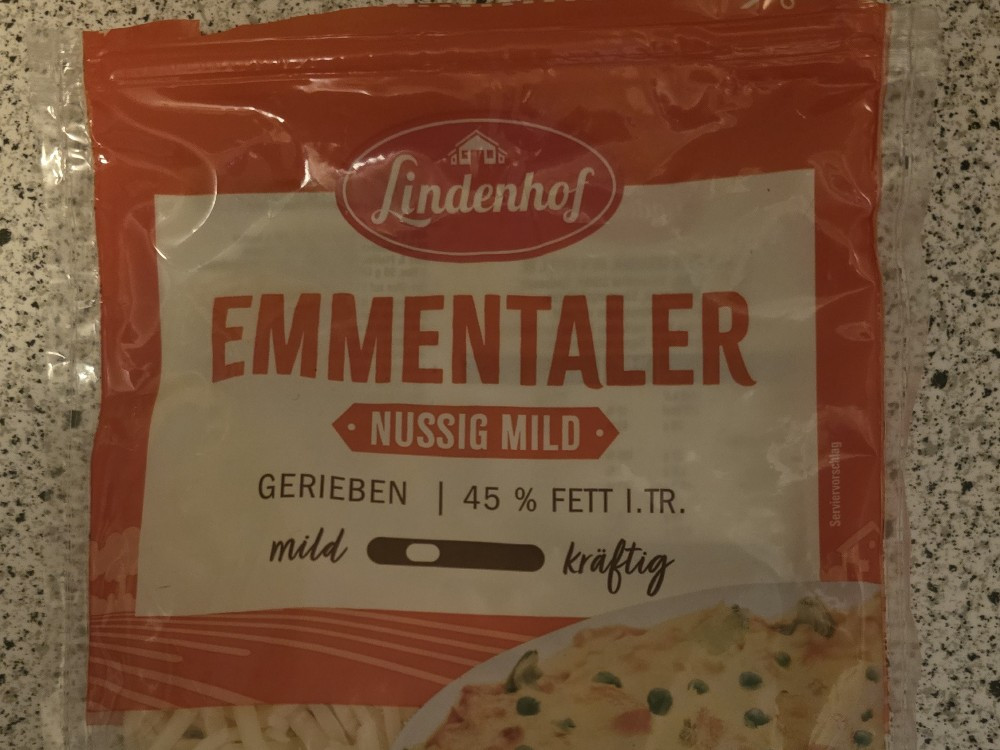 Lindenhof
EMMENTALER
· NUSSIG MILD ·
GERIEBEN | 45 % FETT I.TR.
mild kräftig
Serviervorschlag